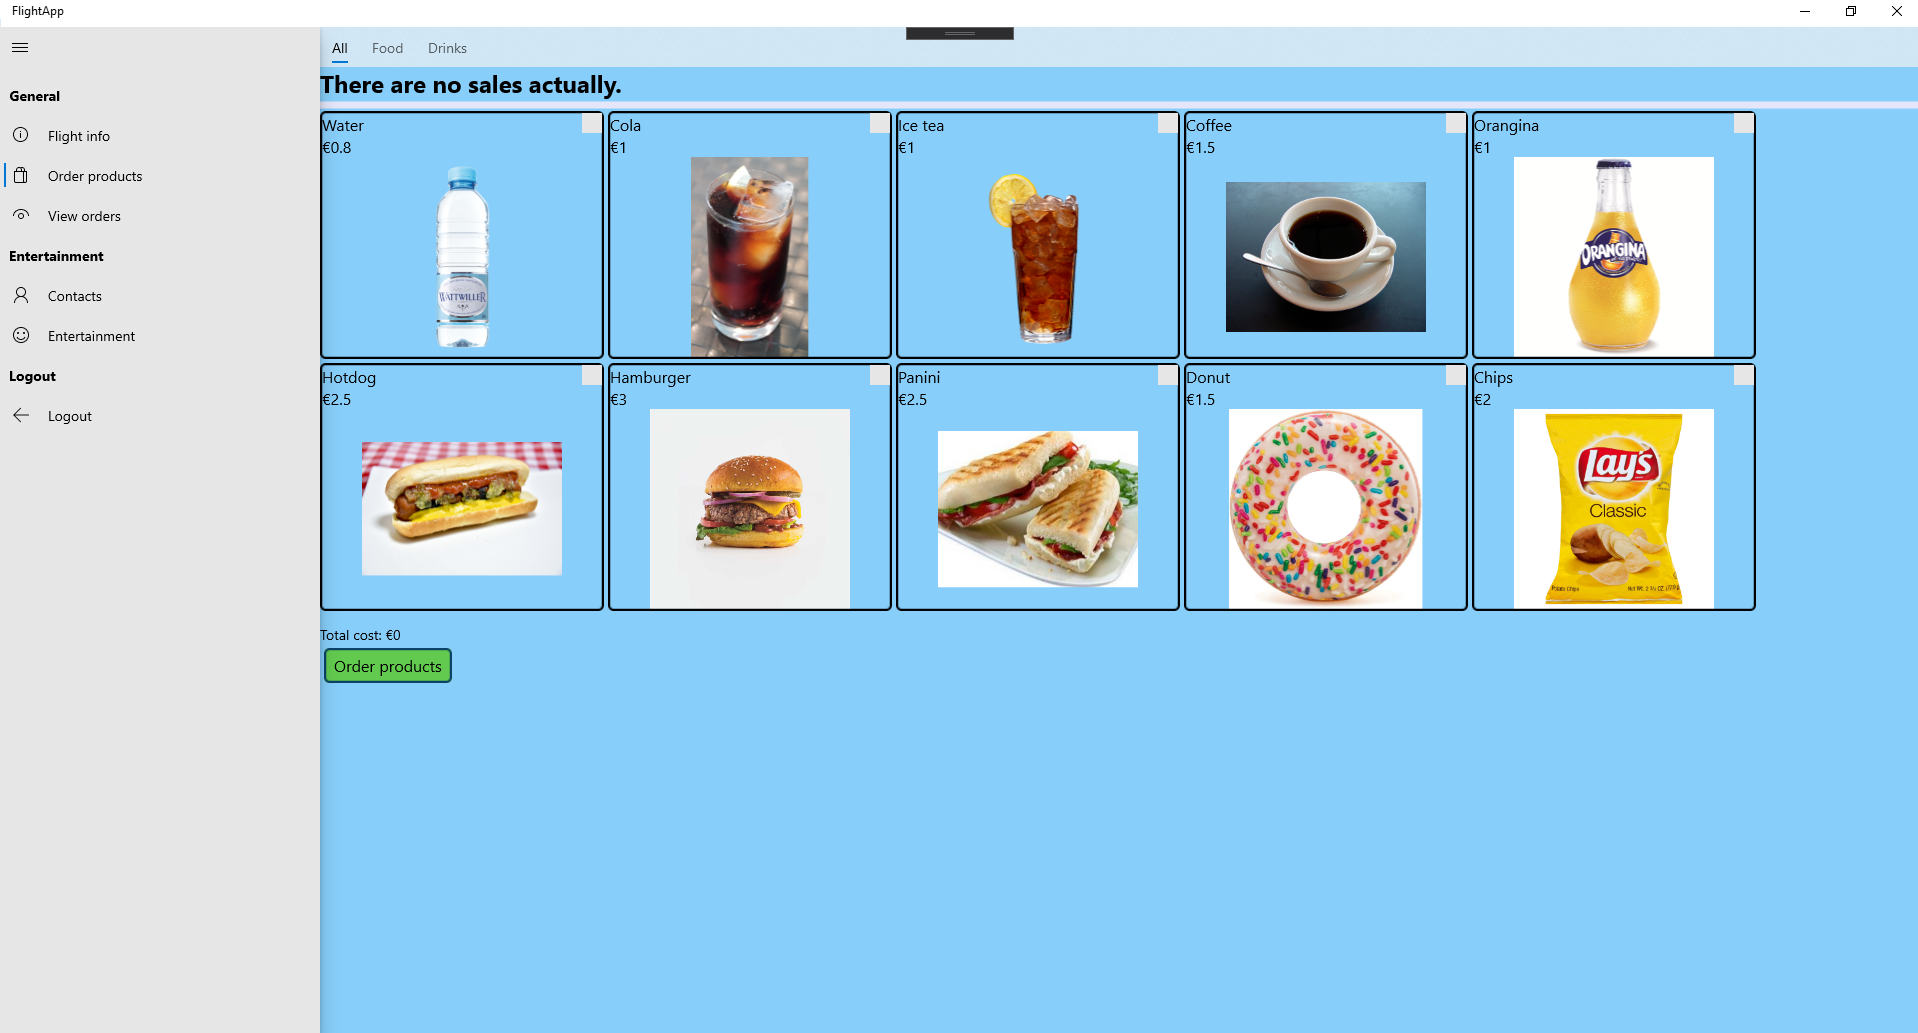 FlightApp
General
Flight info
Order products
View orders
Entertainment
Contacts
Entertainment
Logout
Logout
All Food Drinks
There are no sales actually.
Water Cola Ice tea Coffee Orangina
€0.8 €1 €1 €1.5 €1
WATTWILLER
ORANGINA
Hotdog Hamburger Panini Donut Chips
€2.5 €3 €2.5 €1.5 €2
Lay's
Classic
Potato Chips
Total cost: €0
Order products